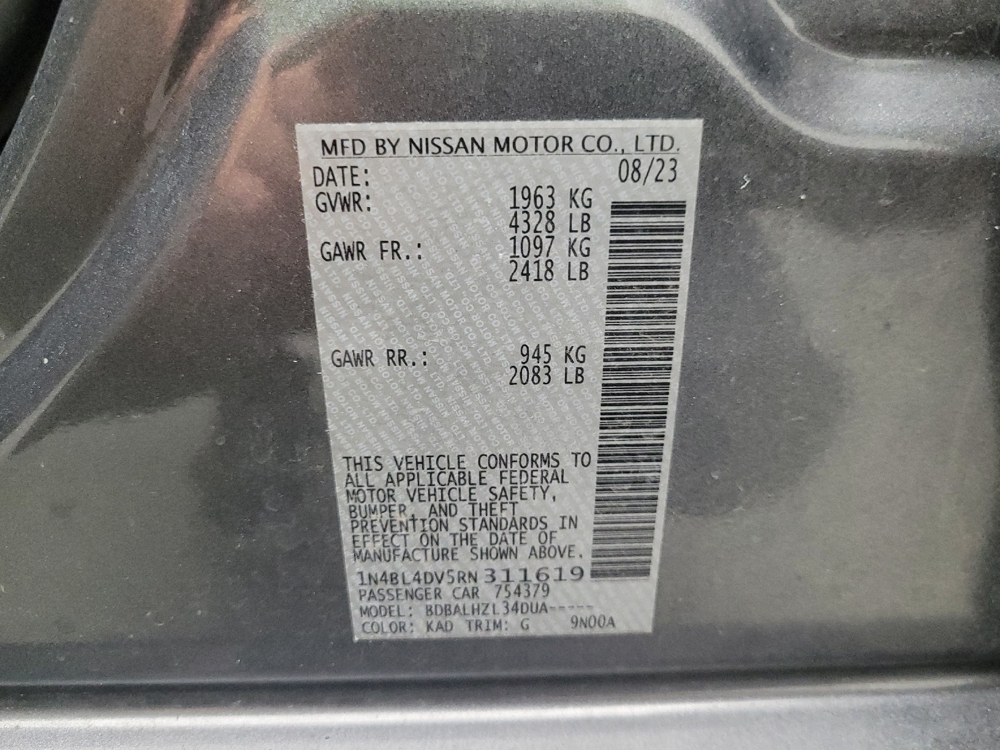 MFD BY NISSAN MOTOR CO., LTD.
DATE: 08/23
GVWR: 1963 KG
4328 LB
GAWR FR.: 1097 KG
2418 LB
GAWR RR.: 945 KG
2083 LB
THIS VEHICLE CONFORMS TO
ALL APPLICABLE FEDERAL
MOTOR VEHICLE SAFETY,
BUMPER, AND THEFT
PREVENTION STANDARDS IN
EFFECT ON THE DATE OF
MANUFACTURE SHOWN ABOVE.
1N4BL4DV5RN311619
PASSENGER CAR 754379
MODEL: BDBALHZL34DUA-----
COLOR: KAD TRIM: G 9N00A